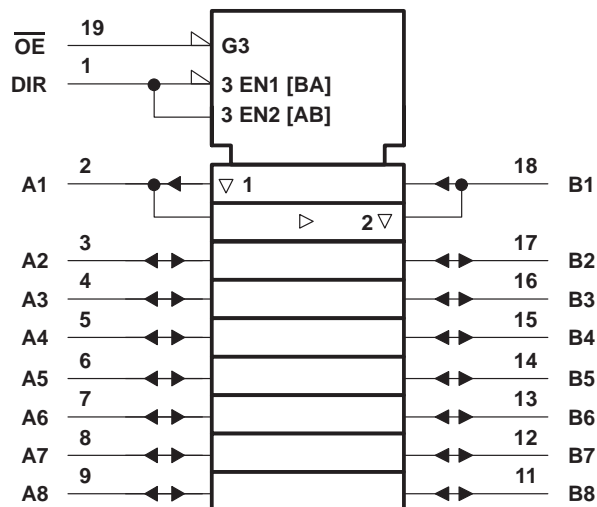 19
OE G3
1
DIR 3 EN1 [BA]
3 EN2 [AB]
2 18
A1 1 B1
2
3 17
A2 B2
4 16
A3 B3
5 15
A4 B4
6 14
A5 B5
7 13
A6 B6
8 12
A7 B7
9 11
A8 B8